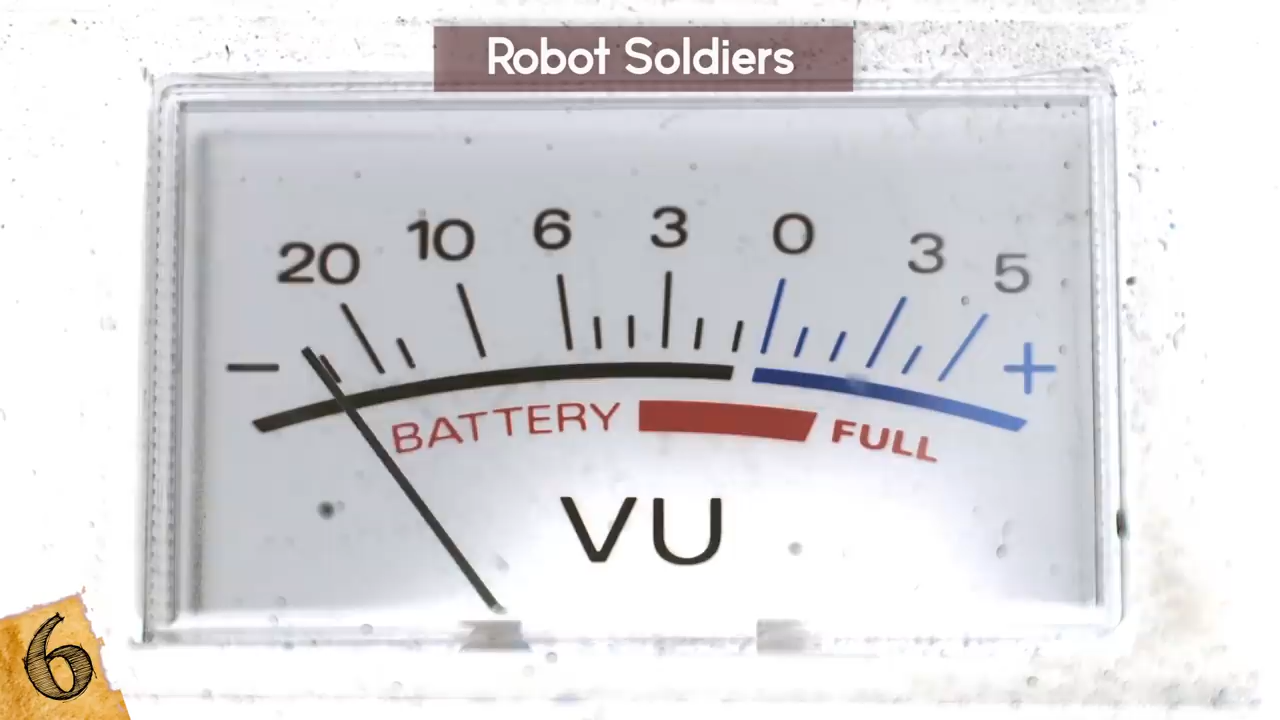 Robot Soldiers
20 10 6 3 0 3 5
− +
BATTERY FULL
VU
6